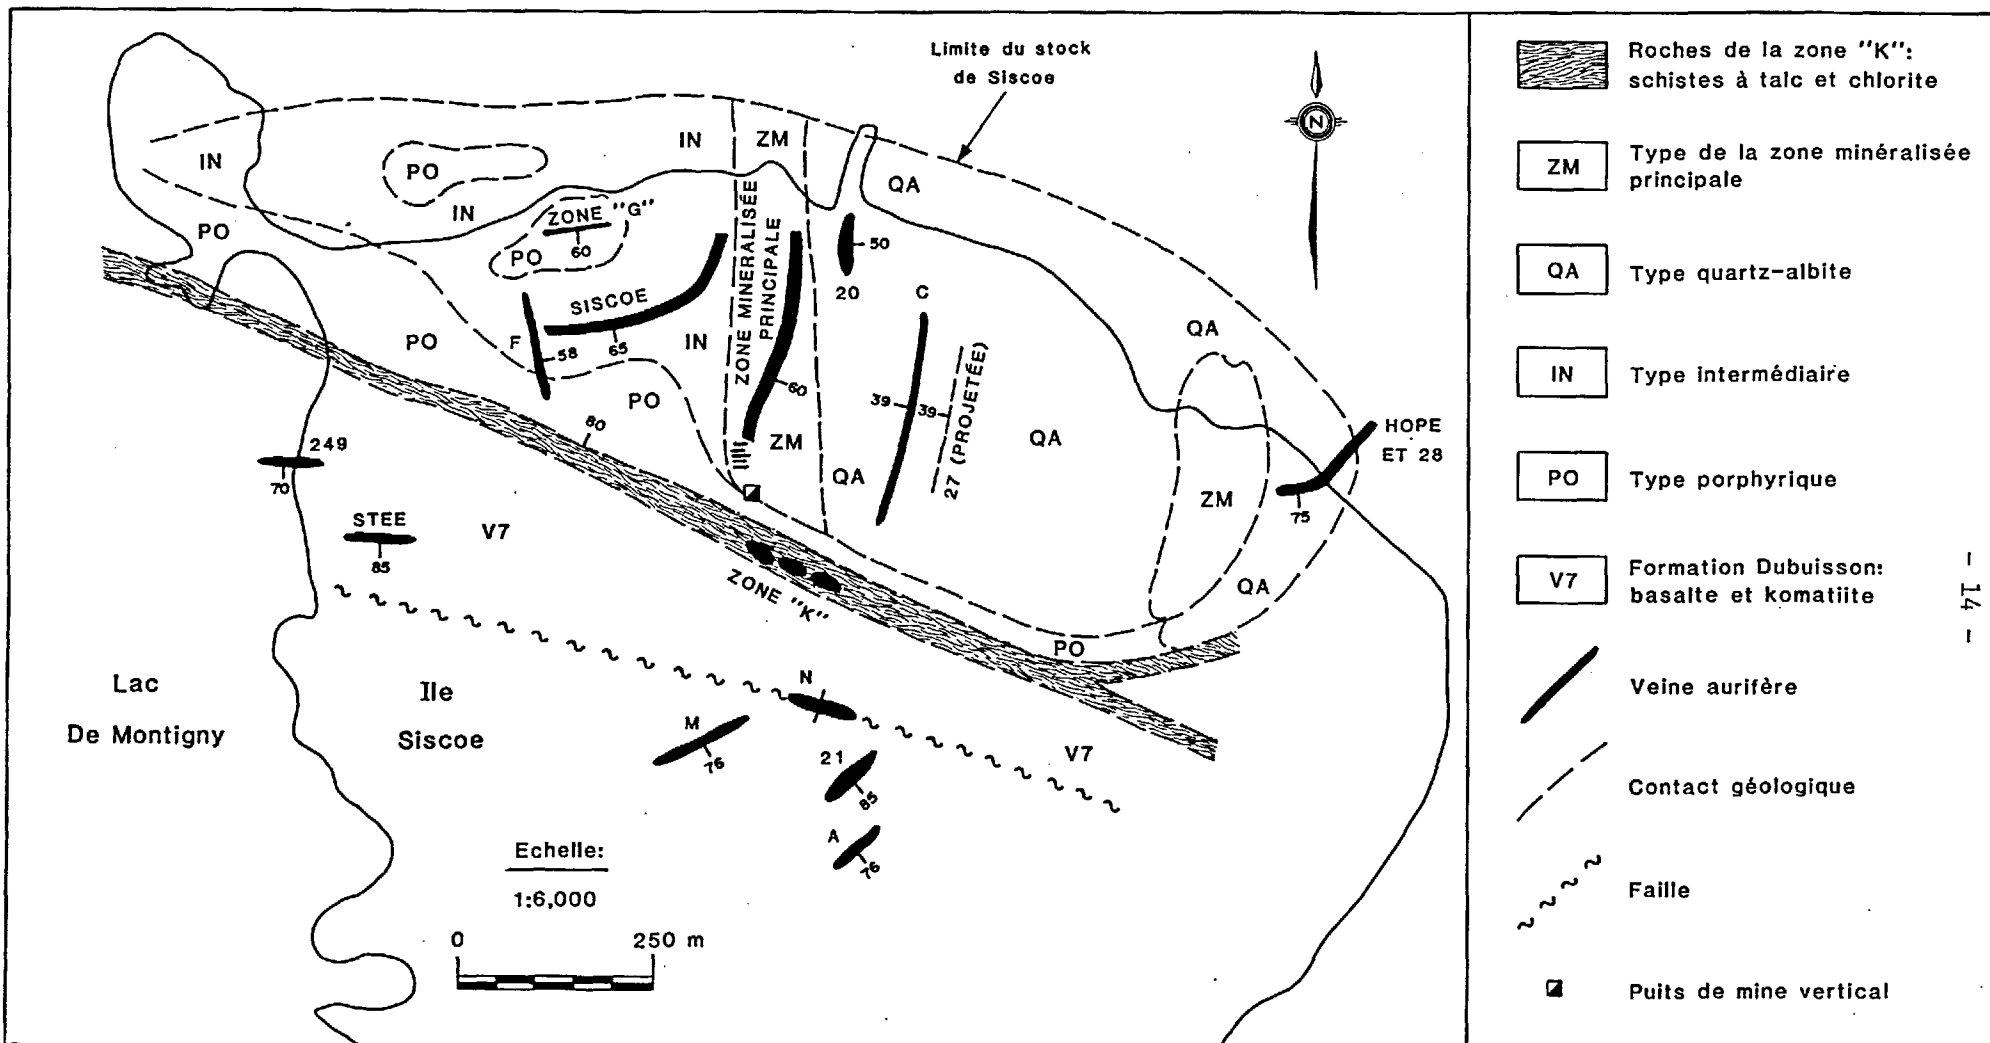 Limite du stock
de Siscoe
N
IN
PO
IN
ZM
QA
PO
IN
ZONE "G"
60
PO
PO
ZONE MINERALISÉE
PRINCIPALE
50
20
C
SISCOE
65
F
58
IN
PO
PO
60
39
39
27 (PROJETÉE)
QA
QA
ZM
QA
HOPE
ET 28
75
ZM
QA
80
249
70
STEE
85
V7
ZONE "K"
PO
N
M
76
21
85
A
76
V7
Lac
De Montigny
Ile
Siscoe
Echelle:
1:6,000
0 250 m
Roches de la zone "K":
schistes à talc et chlorite
ZM Type de la zone minéralisée
principale
QA Type quartz-albite
IN Type intermédiaire
PO Type porphyrique
V7 Formation Dubuisson:
basalte et komatiite
Veine aurifère
Contact géologique
Faille
Puits de mine vertical
- 14 -